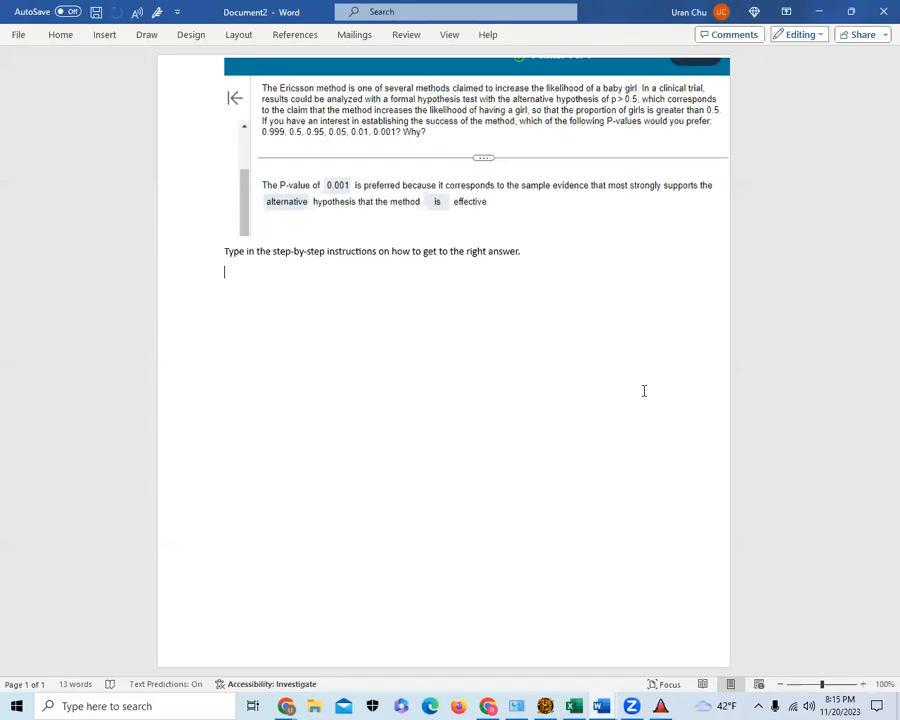 AutoSave Off Document2 - Word Search Uran Chu UC
File Home Insert Draw Design Layout References Mailings Review View Help Comments Editing Share
The Ericsson method is one of several methods claimed to increase the likelihood of a baby girl. In a clinical trial,
results could be analyzed with a formal hypothesis test with the alternative hypothesis of p > 0.5, which corresponds
to the claim that the method increases the likelihood of having a girl, so that the proportion of girls is greater than 0.5.
If you have an interest in establishing the success of the method, which of the following P-values would you prefer:
0.999, 0.5, 0.95, 0.05, 0.01, 0.001? Why?
The P-value of 0.001 is preferred because it corresponds to the sample evidence that most strongly supports the
alternative hypothesis that the method is effective.
Type in the step-by-step instructions on how to get to the right answer.
Page 1 of 1 13 words Text Predictions: On Accessibility: Investigate Focus 100%
Type here to search 42°F 8:15 PM
11/20/2023